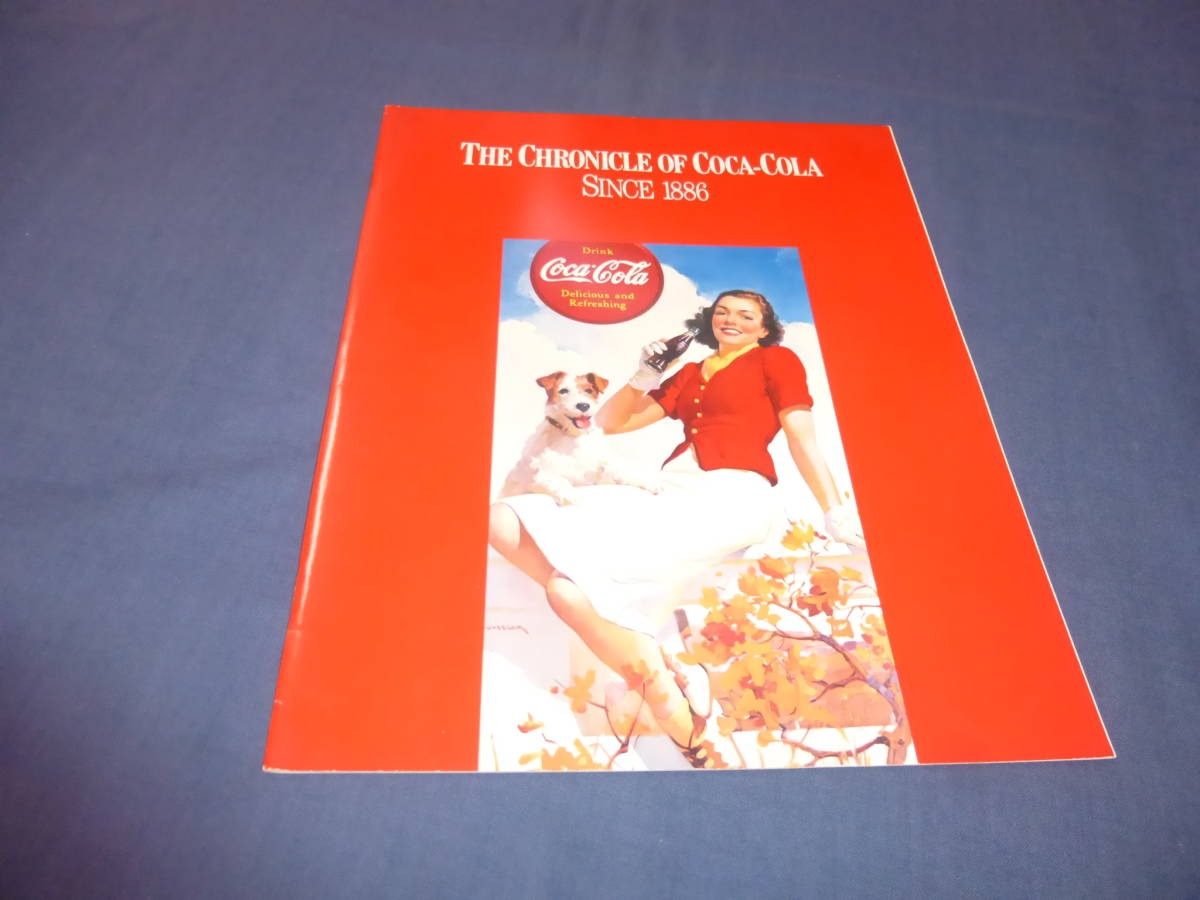 THE CHRONICLE OF COCA-COLA
SINCE 1886
Drink
Coca-Cola
Delicious and
Refreshing